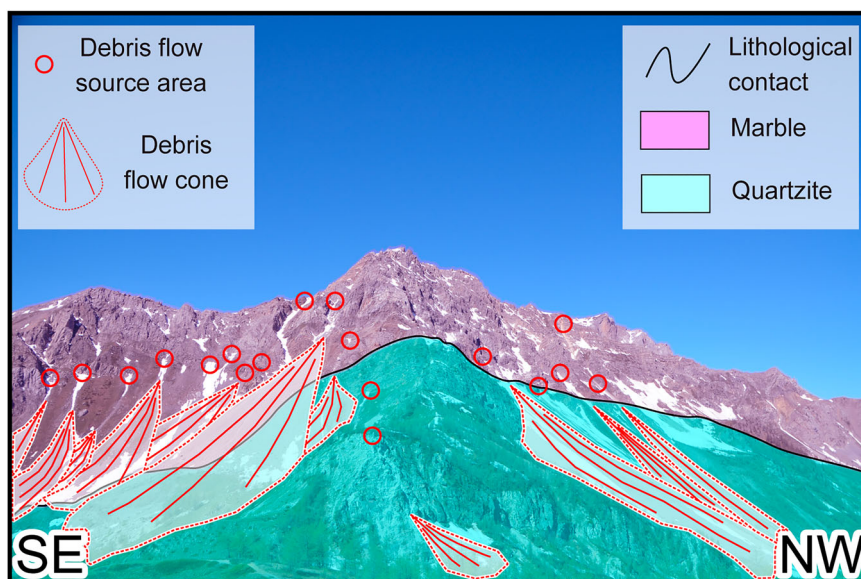 Debris flow
source area
Debris
flow cone
Lithological
contact
Marble
Quartzite
SE
NW